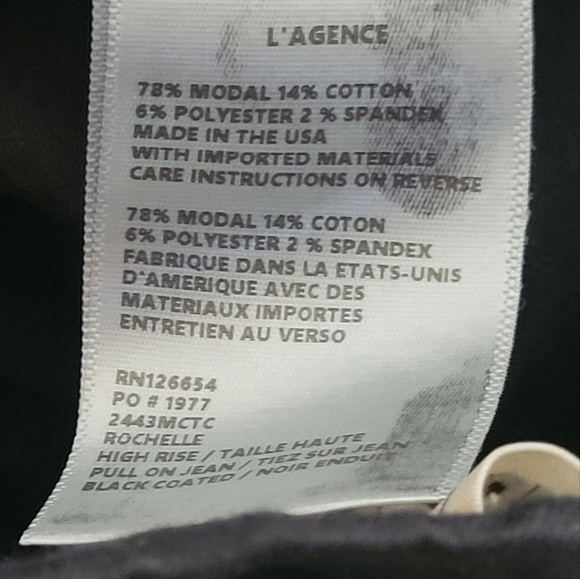 L'AGENCE
78% MODAL 14% COTTON
6% POLYESTER 2 % SPANDEX
MADE IN THE USA
WITH IMPORTED MATERIALS
CARE INSTRUCTIONS ON REVERSE
78% MODAL 14% COTON
6% POLYESTER 2 % SPANDEX
FABRIQUE DANS LA ETATS-UNIS
D'AMERIQUE AVEC DES
MATERIAUX IMPORTES
ENTRETIEN AU VERSO
RN126654
PO # 1977
2443MCTC
ROCHELLE
HIGH RISE / TAILLE HAUTE
PULL ON JEAN / TIEZ SUR JEAN
BLACK COATED / NOIR ENDUIT